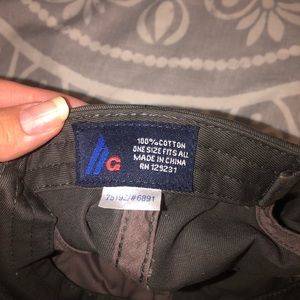 G
100% COTTON
ONE SIZE FITS ALL
MADE IN CHINA
RN 129231